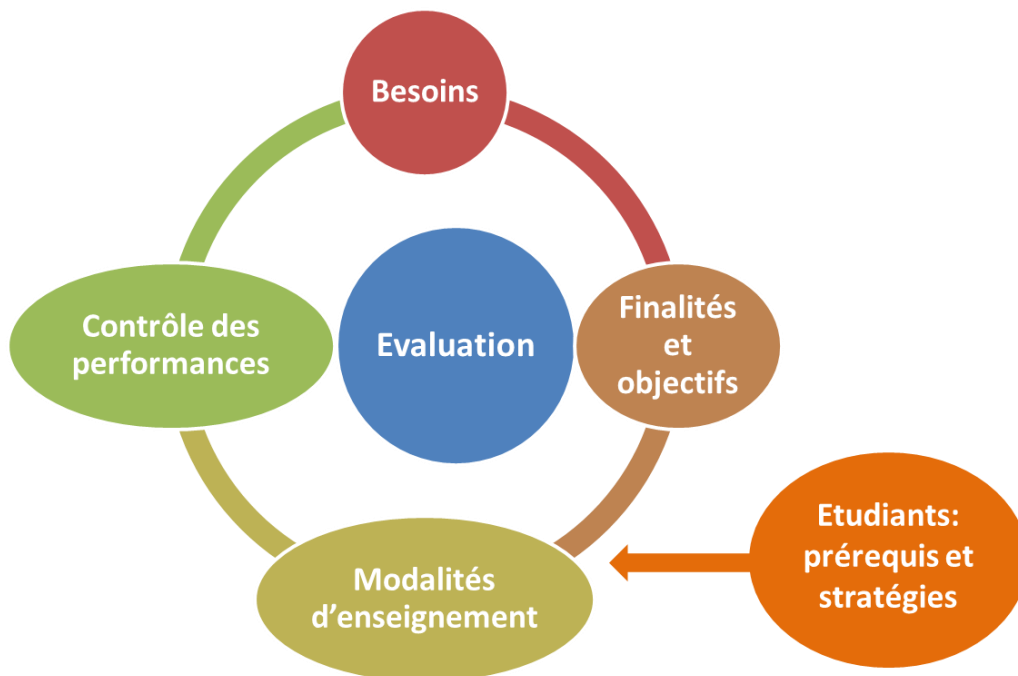 Besoins
Contrôle des
performances
Evaluation
Finalités
et
objectifs
Modalités
d’enseignement
Etudiants:
prérequis et
stratégies